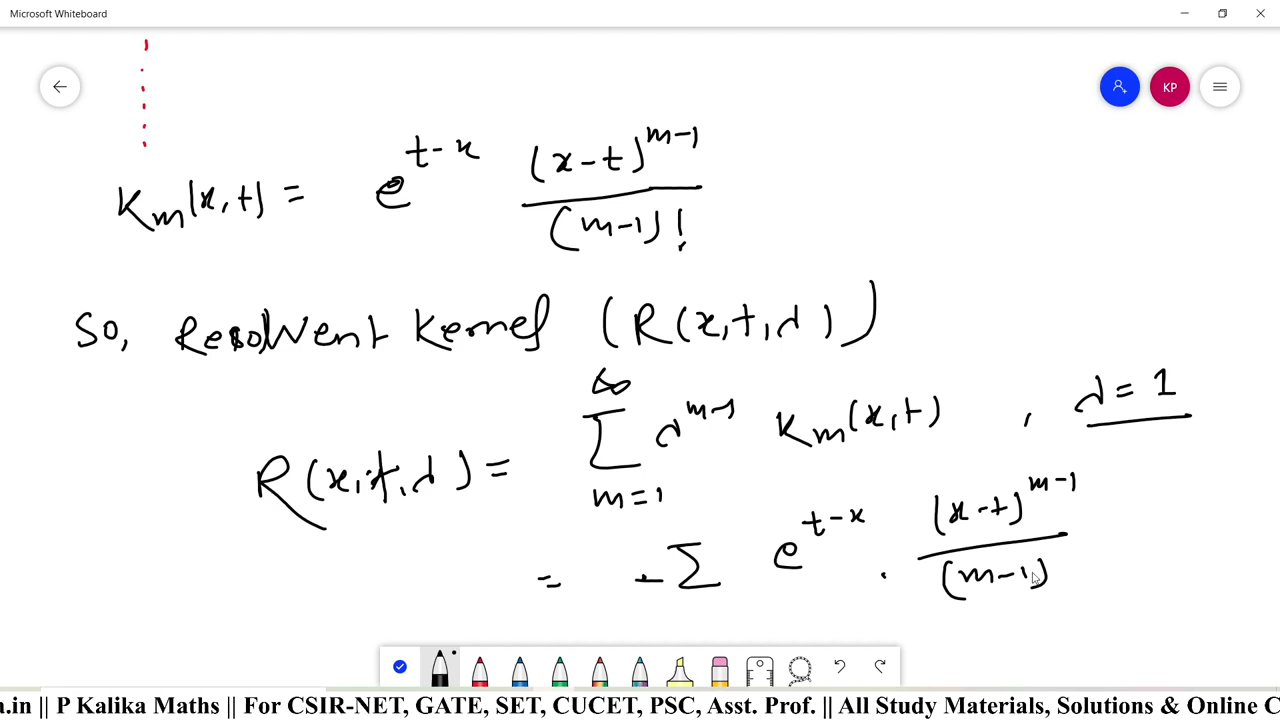 Microsoft Whiteboard
KP
Km(x,t) = e^{t-x} (x-t)^{m-1} / (m-1)!
So, Resolvent Kernel (R(x,t,λ))
R(x,t,λ) = ∑_{m=1}^{∞} λ^{m-1} Km(x,t) , λ = 1
= - ∑ e^{t-x} . (x-t)^{m-1} / (m-1)
a.in || P Kalika Maths || For CSIR-NET, GATE, SET, CUCET, PSC, Asst. Prof. || All Study Materials, Solutions & Online C